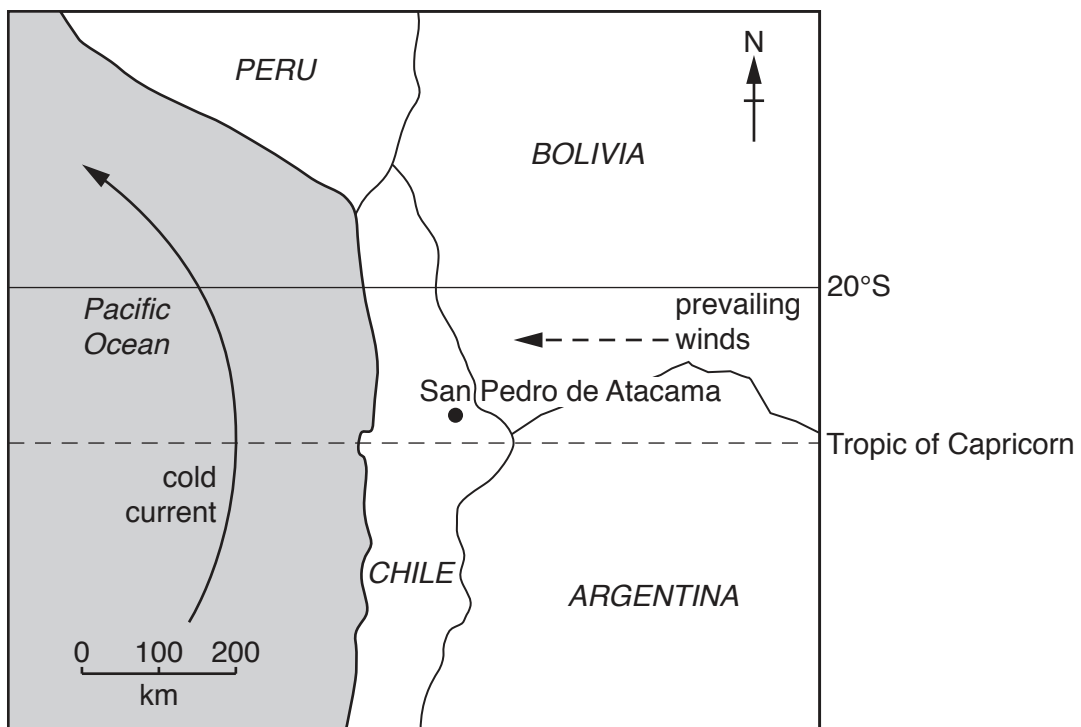 PERU
N
BOLIVIA
20°S
Pacific
Ocean
prevailing
winds
San Pedro de Atacama
Tropic of Capricorn
cold
current
CHILE
ARGENTINA
0 100 200
km